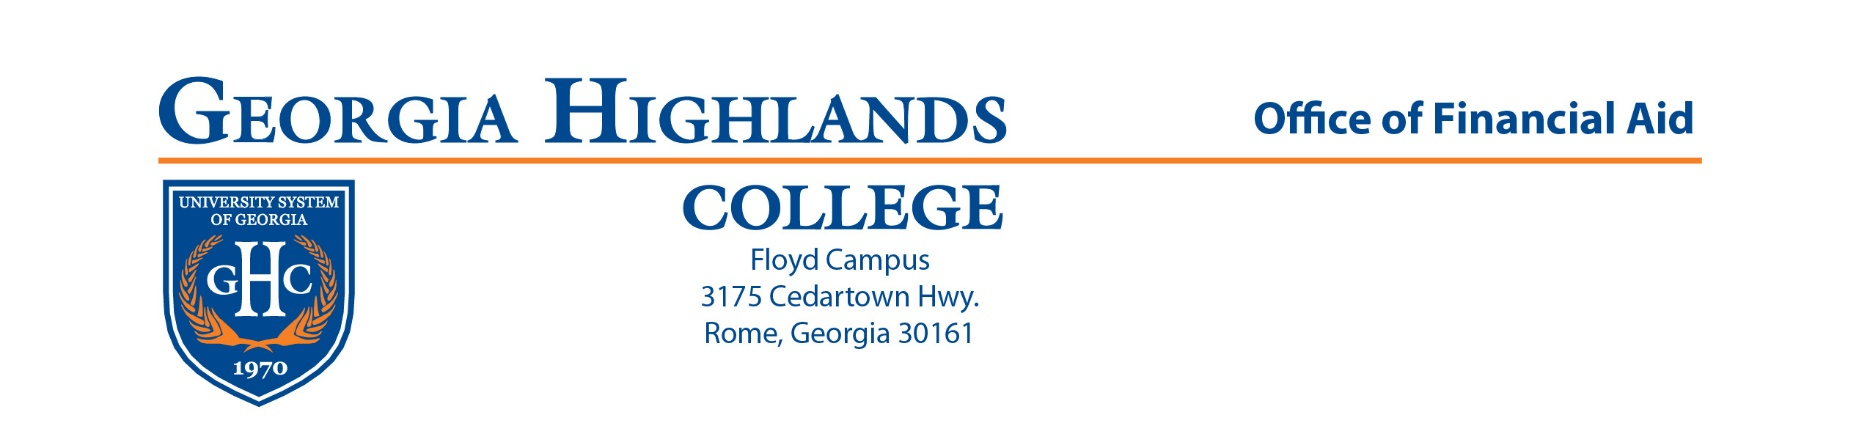 GEORGIA HIGHLANDS
Office of Financial Aid
COLLEGE
Floyd Campus
3175 Cedartown Hwy.
Rome, Georgia 30161
UNIVERSITY SYSTEM
OF GEORGIA
GHC
1970